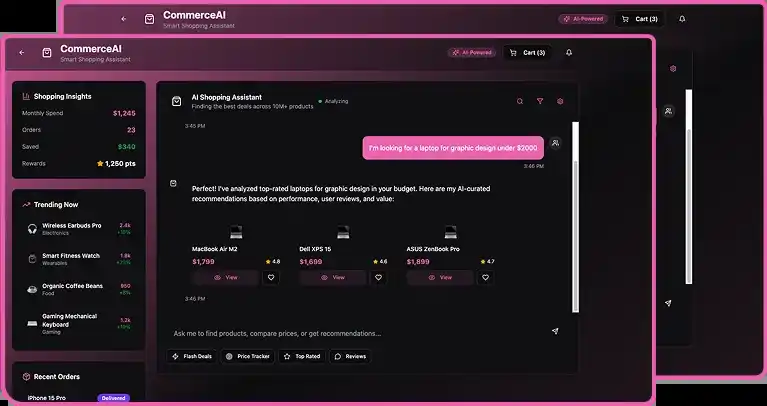 CommerceAI
Smart Shopping Assistant
AI-Powered
Cart (3)
CommerceAI
Smart Shopping Assistant
AI-Powered
Cart (3)
Shopping Insights
Monthly Spend
$1,245
Orders
23
Saved
$340
Rewards
1,250 pts
Trending Now
Wireless Earbuds Pro
2.4k
Electronics
Smart Fitness Watch
1.8k
Wearables
Organic Coffee Beans
950
Food
+8%
Gaming Mechanical
Keyboard
1.2k
Gaming
Recent Orders
iPhone 15 Pro
Delivered
AI Shopping Assistant
Finding the best deals across 10M+ products
Analyzing
3:45 PM
I'm looking for a laptop for graphic design under $2000
3:46 PM
Perfect! I've analyzed top-rated laptops for graphic design in your budget. Here are my AI-curated
recommendations based on performance, user reviews, and value:
MacBook Air M2
$1,799
4.8
View
Dell XPS 15
$1,699
4.6
View
ASUS ZenBook Pro
$1,899
4.7
View
3:46 PM
Ask me to find products, compare prices, or get recommendations...
Flash Deals
Price Tracker
Top Rated
Reviews